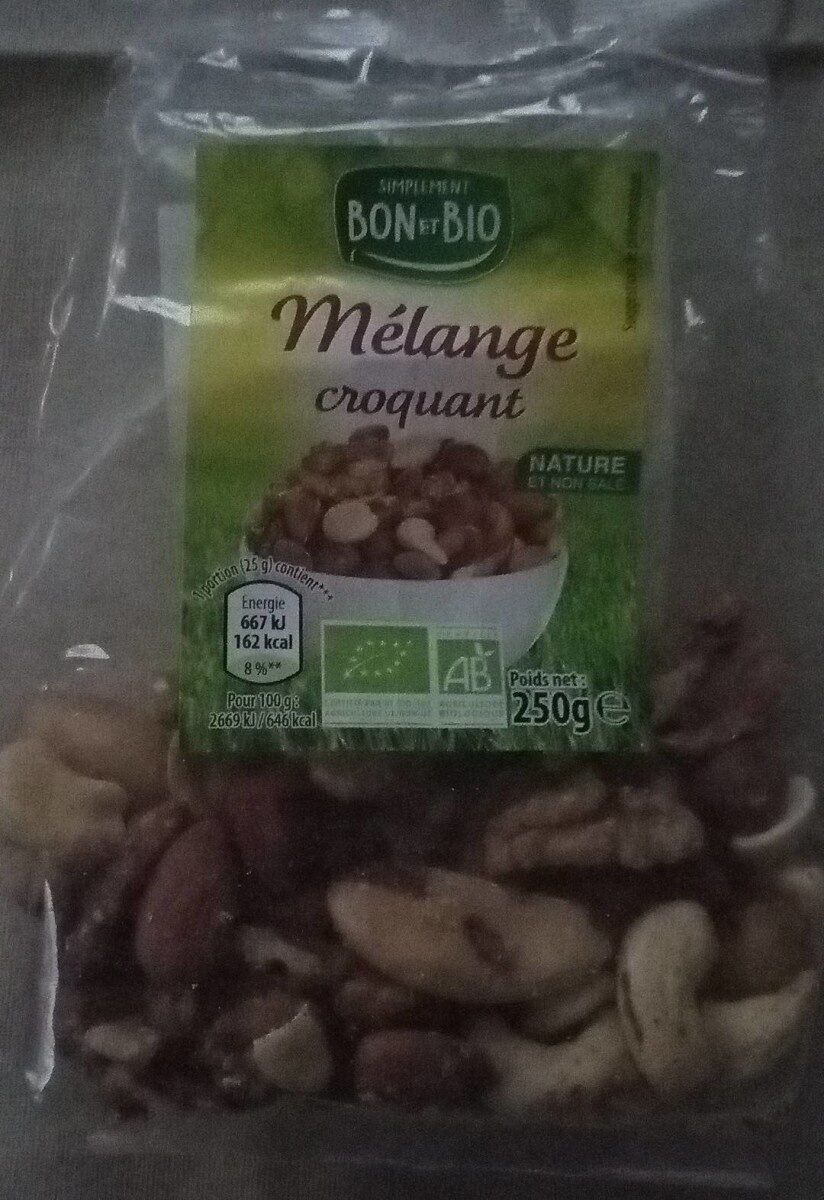 SIMPLEMENT
BON ET BIO
Mélange
croquant
NATURE
ET NON SALÉ
1 portion (25 g) contient***
Énergie
667 kJ
162 kcal
8 %**
Pour 100 g :
2669 kJ / 646 kcal
AB
Poids net :
250g e